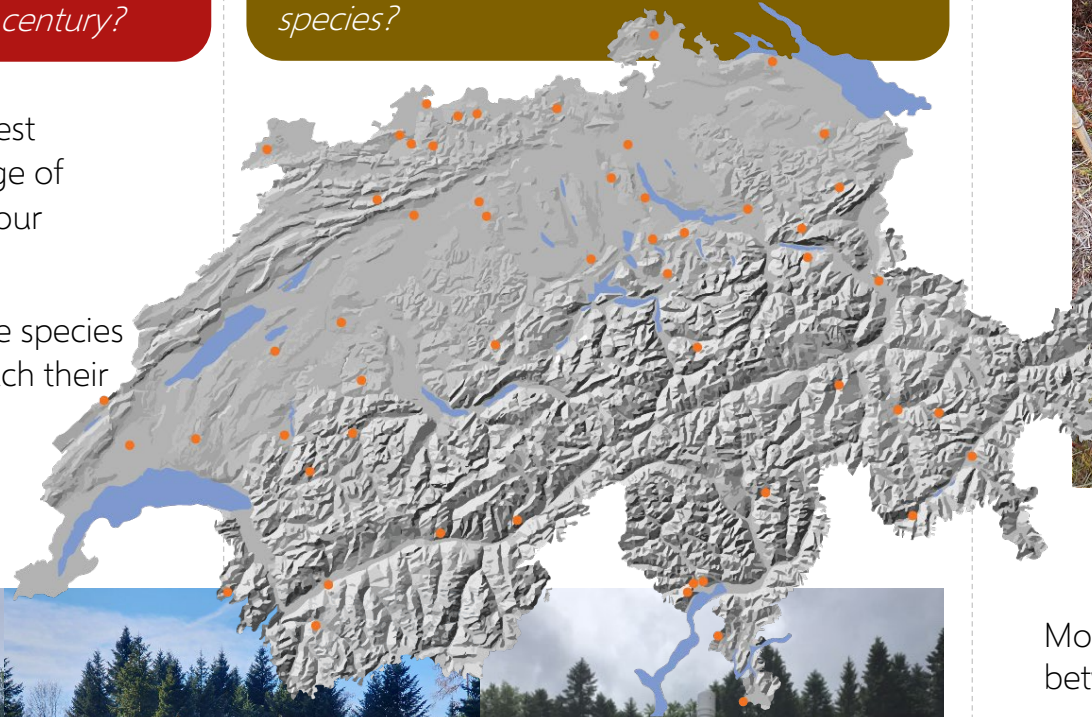 century?
species?
est
ge of
our
e species
ch their
Mo
bet